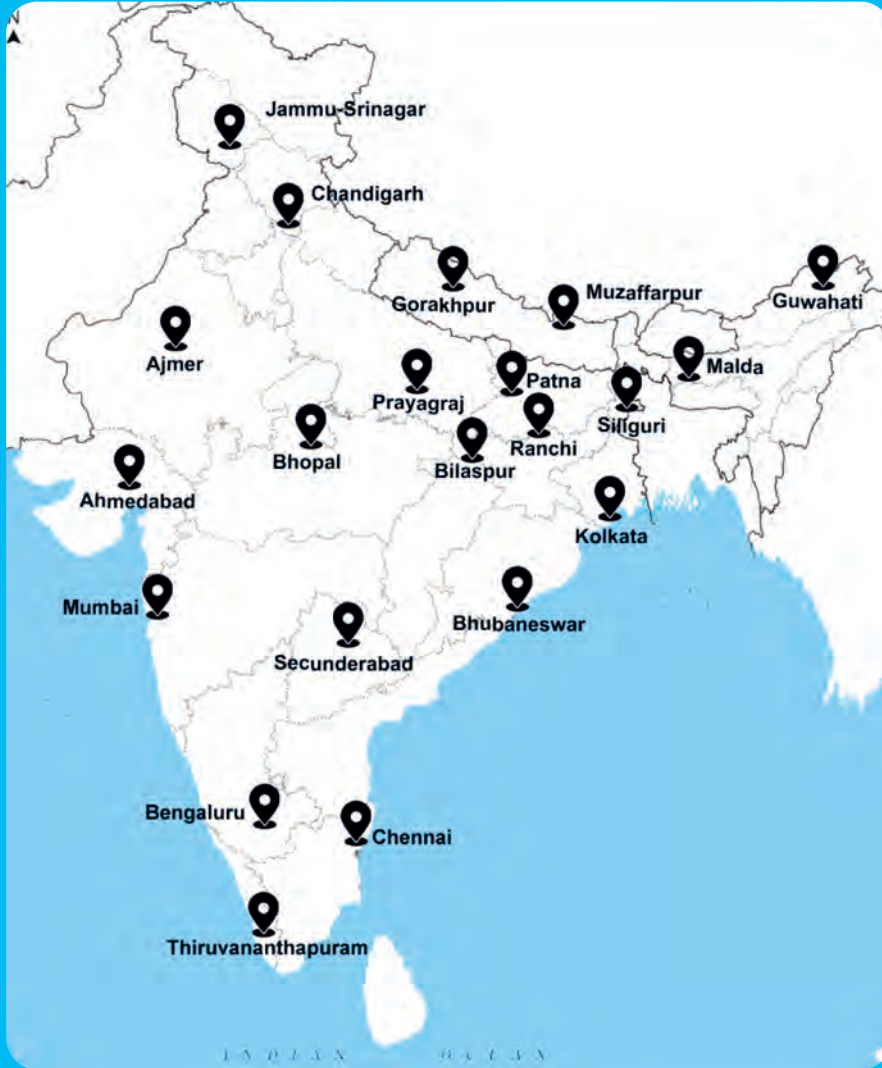 N
Jammu-Srinagar
Chandigarh
Gorakhpur
Muzaffarpur
Guwahati
Ajmer
Malda
Prayagraj
Patna
Siliguri
Ranchi
Bhopal
Bilaspur
Ahmedabad
Kolkata
Mumbai
Bhubaneswar
Secunderabad
Bengaluru
Chennai
Thiruvananthapuram
INDIAN OCEAN